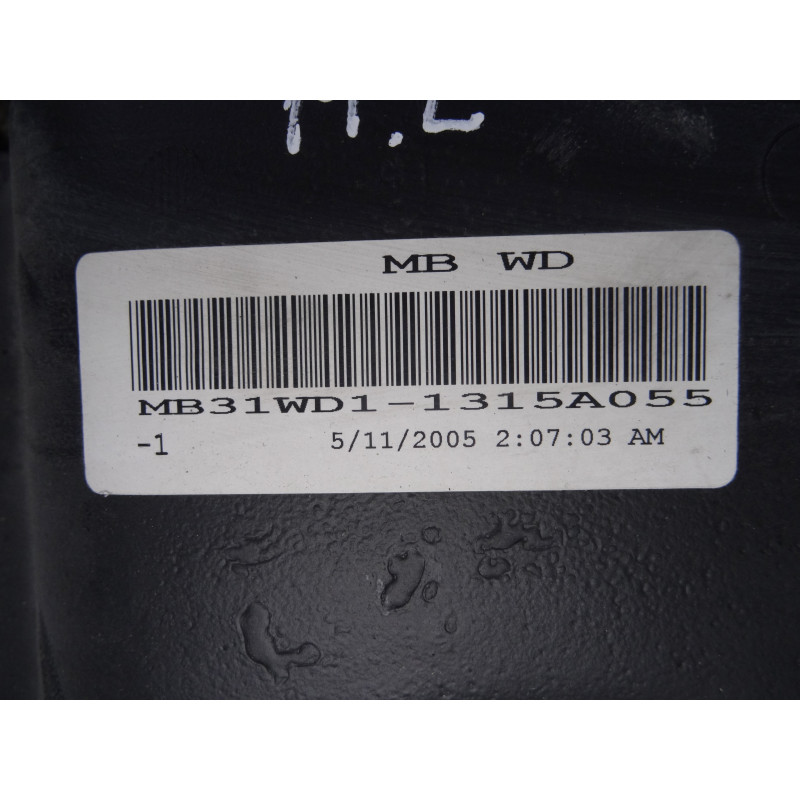 M.L
MB WD
MB31WD1-1315A055
-1 5/11/2005 2:07:03 AM